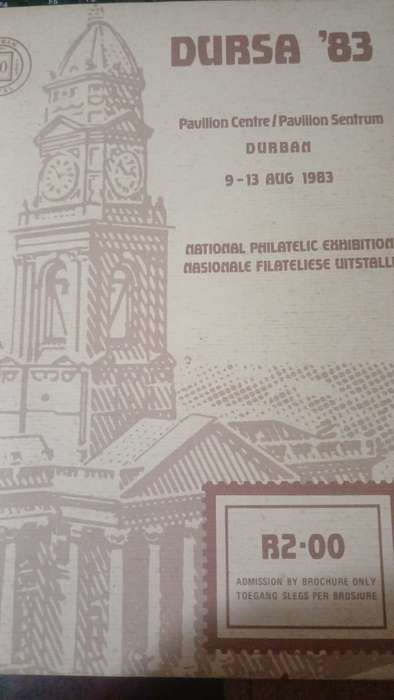 DURSA '83
Pavilion Centre/Pavilion Sentrum
DURBAN
9-13 AUG 1983
NATIONAL PHILATELIC EXHIBITION
NASIONALE FILATELIESE UITSTALL
R2·00
ADMISSION BY BROCHURE ONLY
TOEGANG SLEGS PER BROSJURE